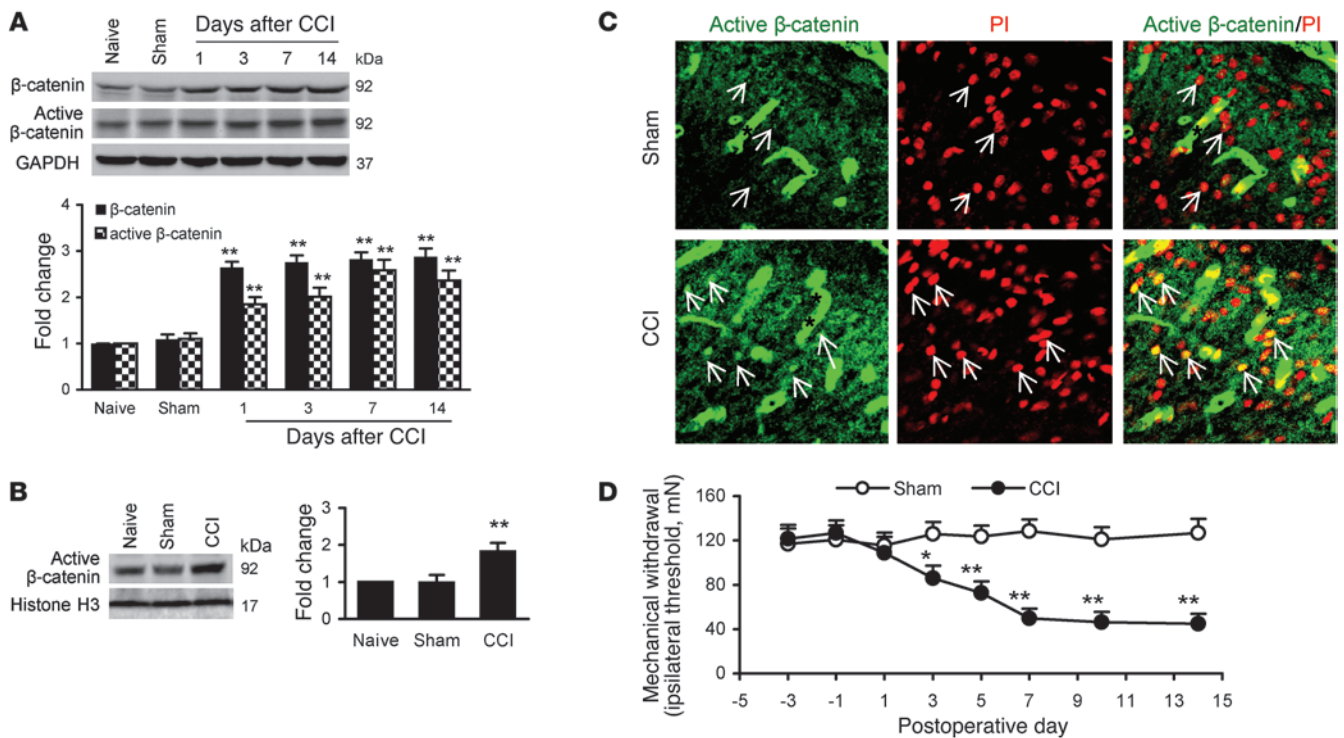 A
Naive
Sham
Days after CCI
1 3 7 14 kDa
β-catenin 92
Active
β-catenin 92
GAPDH 37
Fold change
4
3
2
1
0
β-catenin
active β-catenin
** ** ** ** ** ** ** **
Naive Sham 1 3 7 14
Days after CCI
B
Naive
Sham
CCI
kDa
Active
β-catenin 92
Histone H3 17
Fold change
3
2
1
0
**
Naive Sham CCI
C
Active β-catenin PI Active β-catenin/PI
Sham
*
*
CCI
*
*
*
D
Sham CCI
Mechanical withdrawal
(ipsilateral threshold, mN)
160
120
80
40
0
* ** ** ** **
-5 -3 -1 1 3 5 7 9 11 13 15
Postoperative day